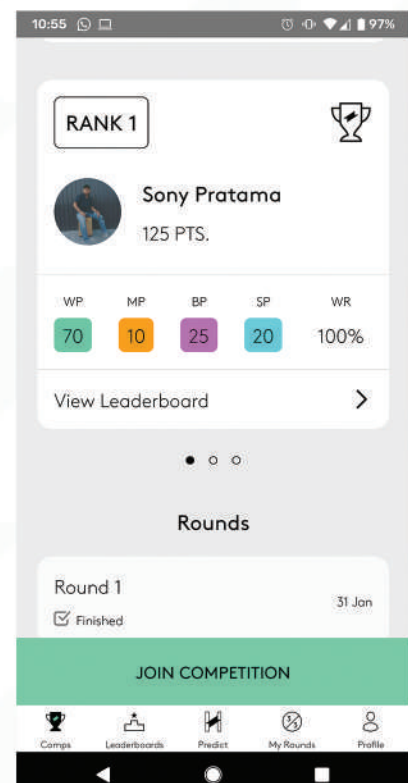 10:55 97%
RANK 1
Sony Pratama
125 PTS.
WP MP BP SP WR
70 10 25 20 100%
View Leaderboard
Rounds
Round 1
31 Jan
Finished
JOIN COMPETITION
Comps Leaderboards Predict My Rounds Profile